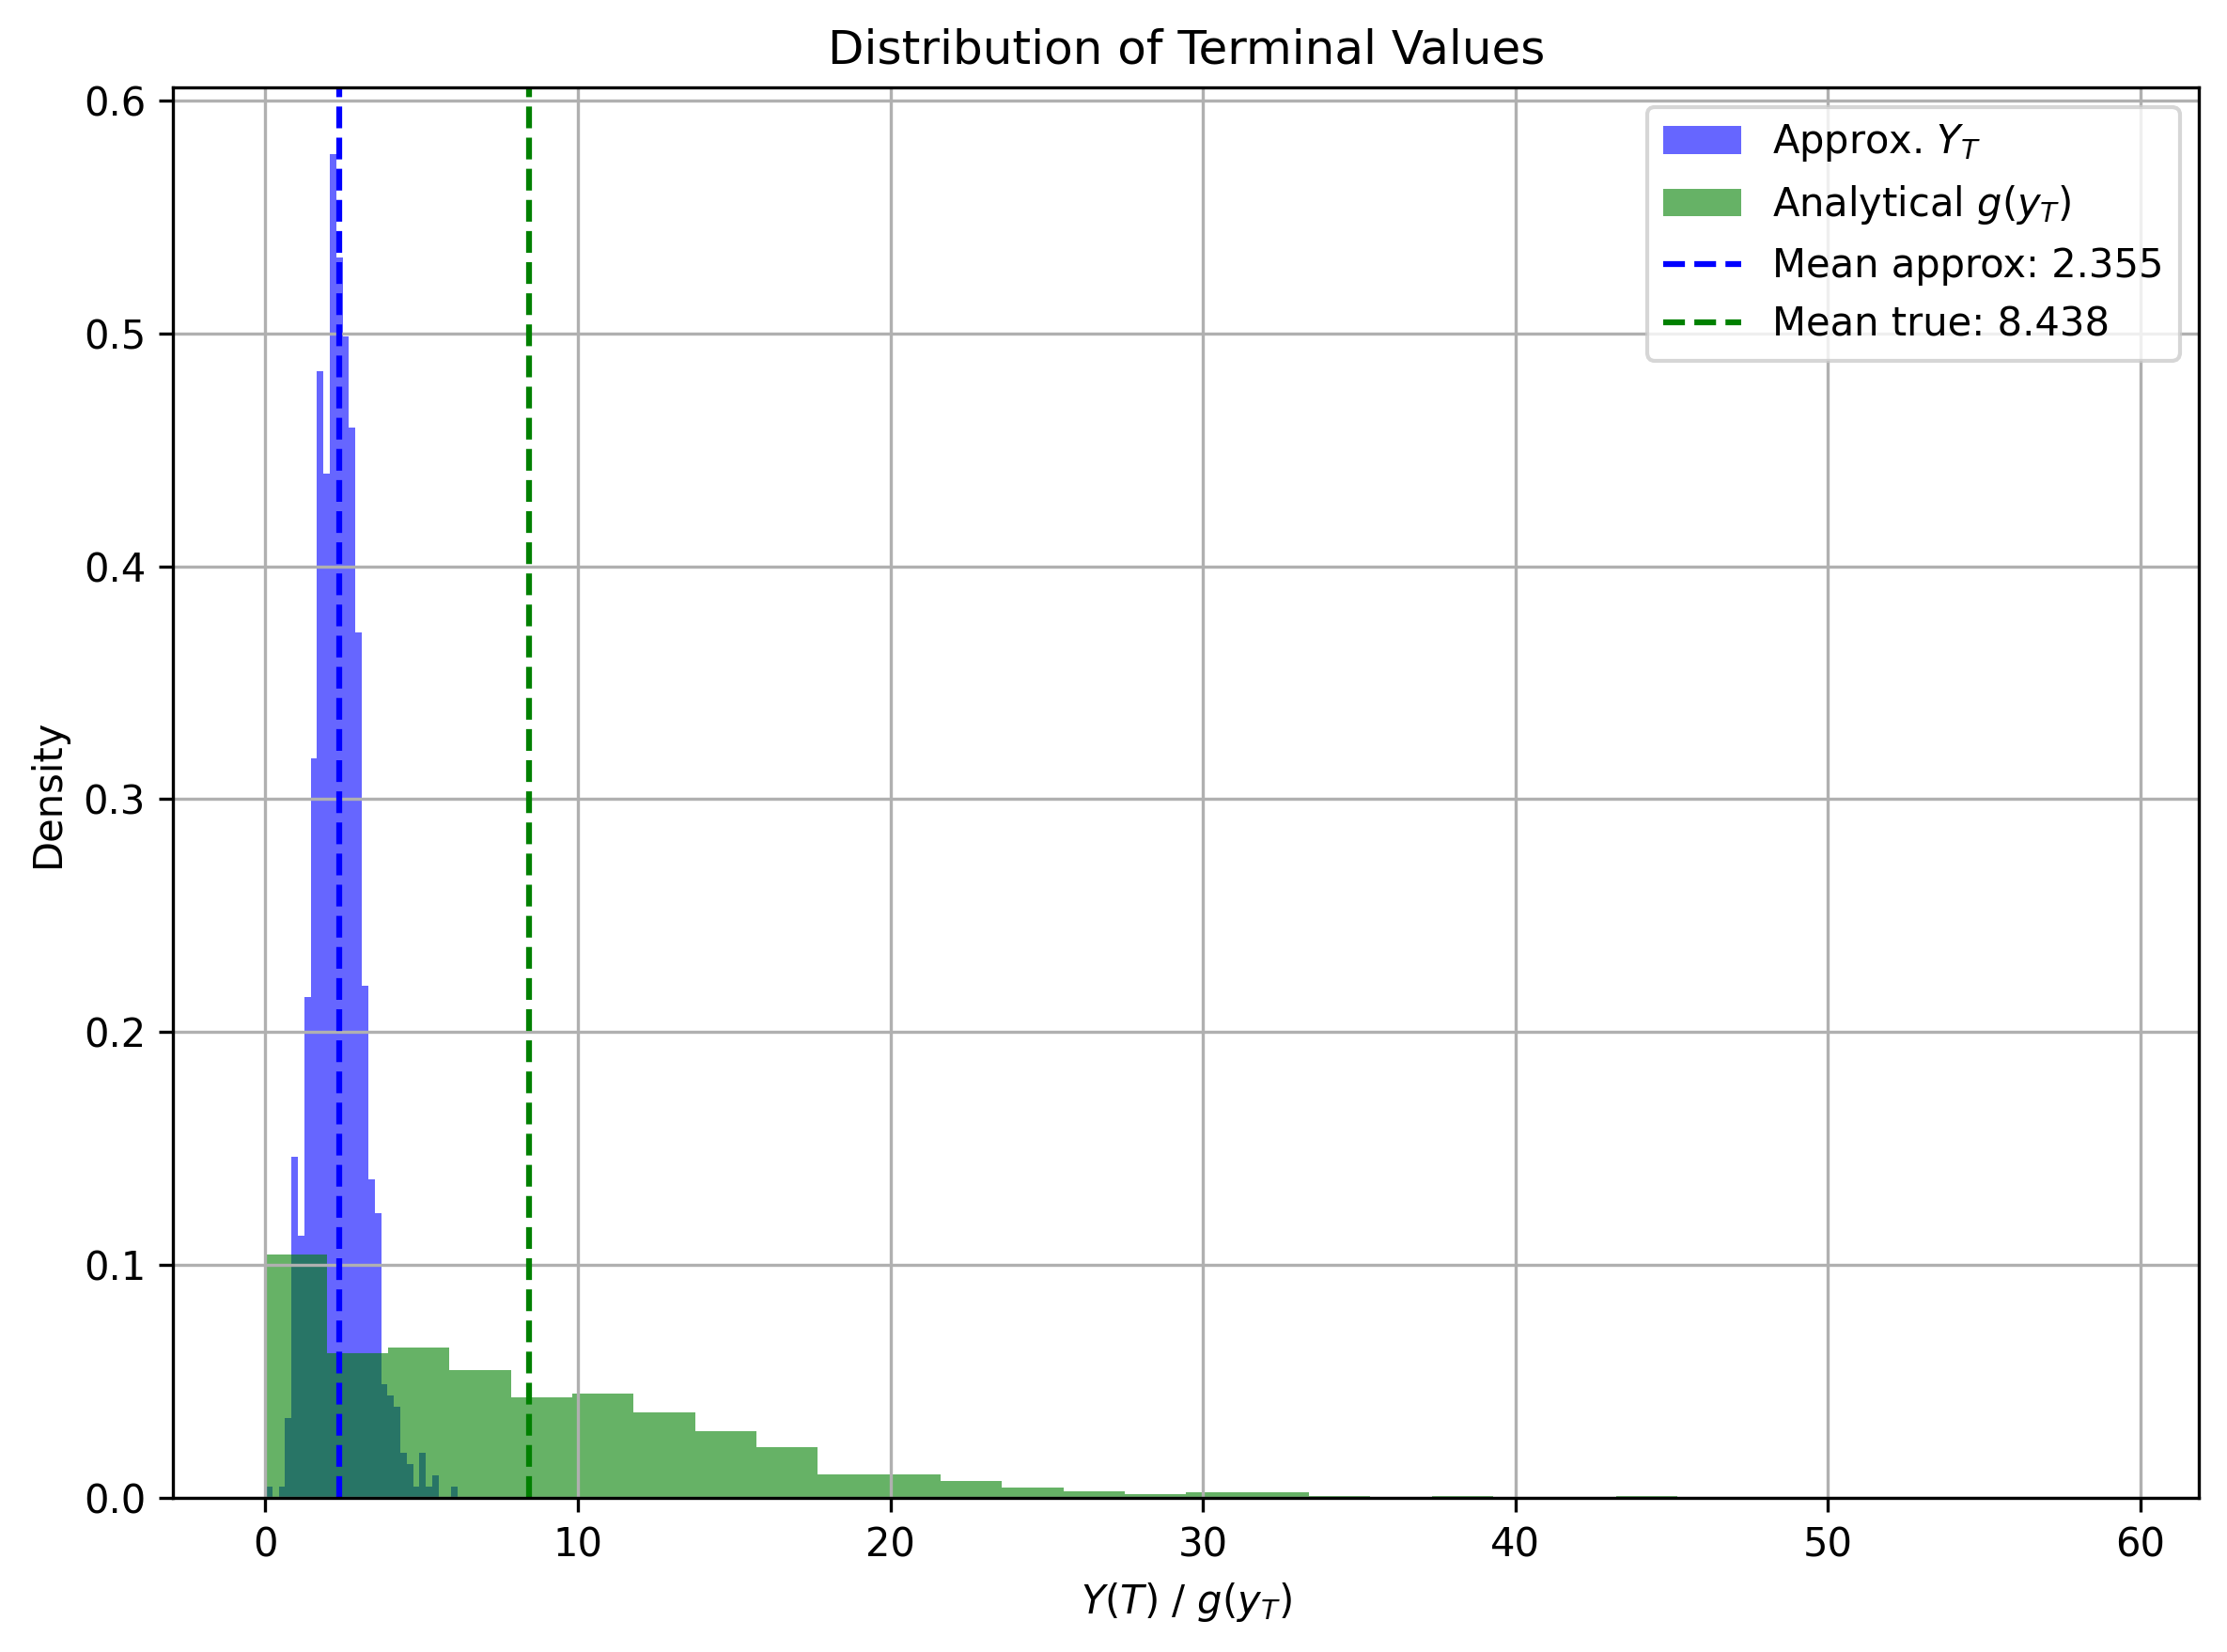 Distribution of Terminal Values
0.6
0.5
0.4
0.3
0.2
0.1
0.0
Density
Approx. Y_T
Analytical g(y_T)
Mean approx: 2.355
Mean true: 8.438
0 10 20 30 40 50 60
Y(T) / g(y_T)